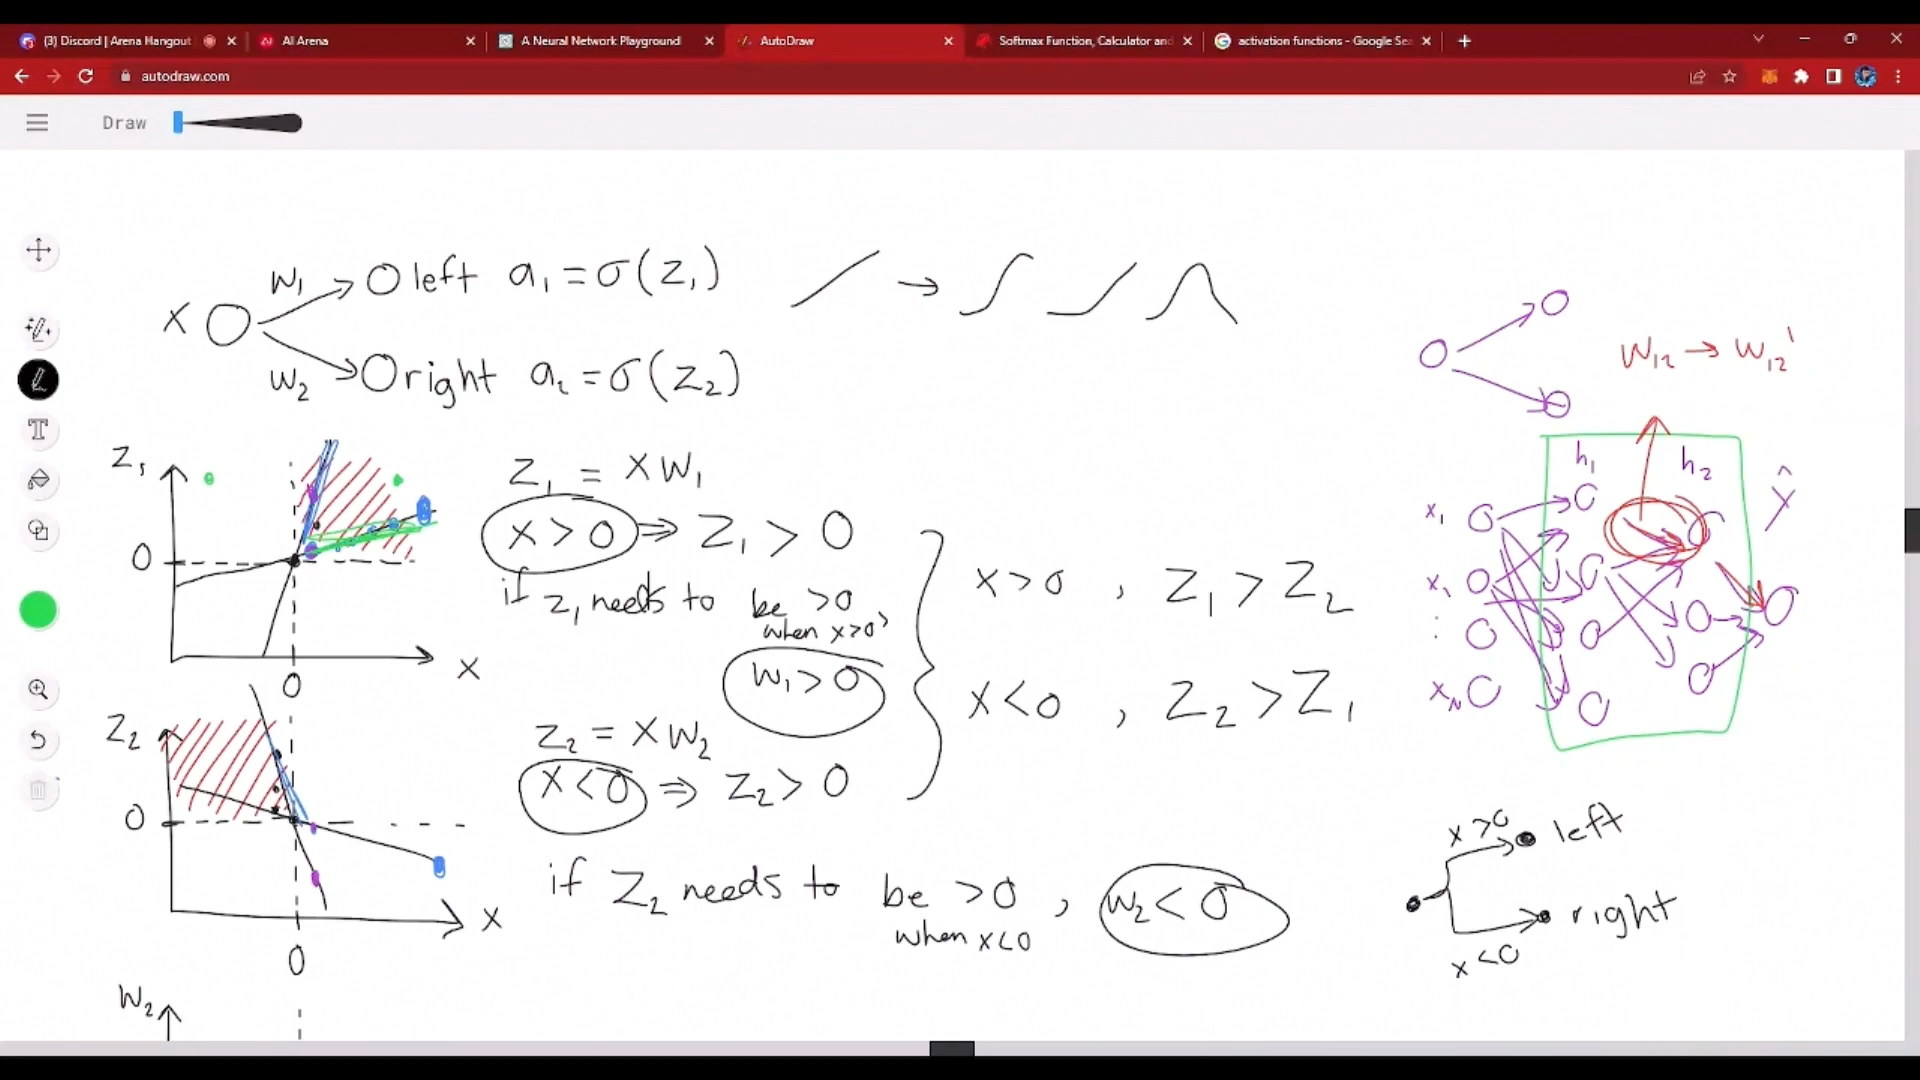 (3) Discord | Arena Hangout
AI Arena
A Neural Network Playground
AutoDraw
Softmax Function, Calculator and
activation functions - Google Se
autodraw.com
Draw
x
w1
left a1 = σ(z1)
w2
right a2 = σ(z2)
w12 → w12'
z1
0
x
0
z1 = x w1
x > 0 ⇒ z1 > 0
if z1 needs to be >0
when x>0,
w1 > 0
x > 0 , z1 > z2
x < 0 , z2 > z1
h1
h2
ŷ
x1
x1
:
xN
z2
0
x
0
z2 = x w2
x < 0 ⇒ z2 > 0
if z2 needs to be >0 , w2 < 0
when x<0
x >0 left
right
x <0
w2